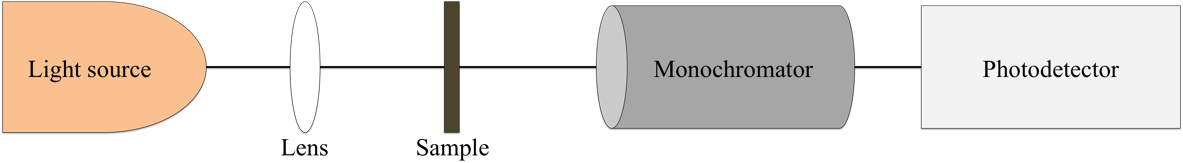 Light source
Lens
Sample
Monochromator
Photodetector